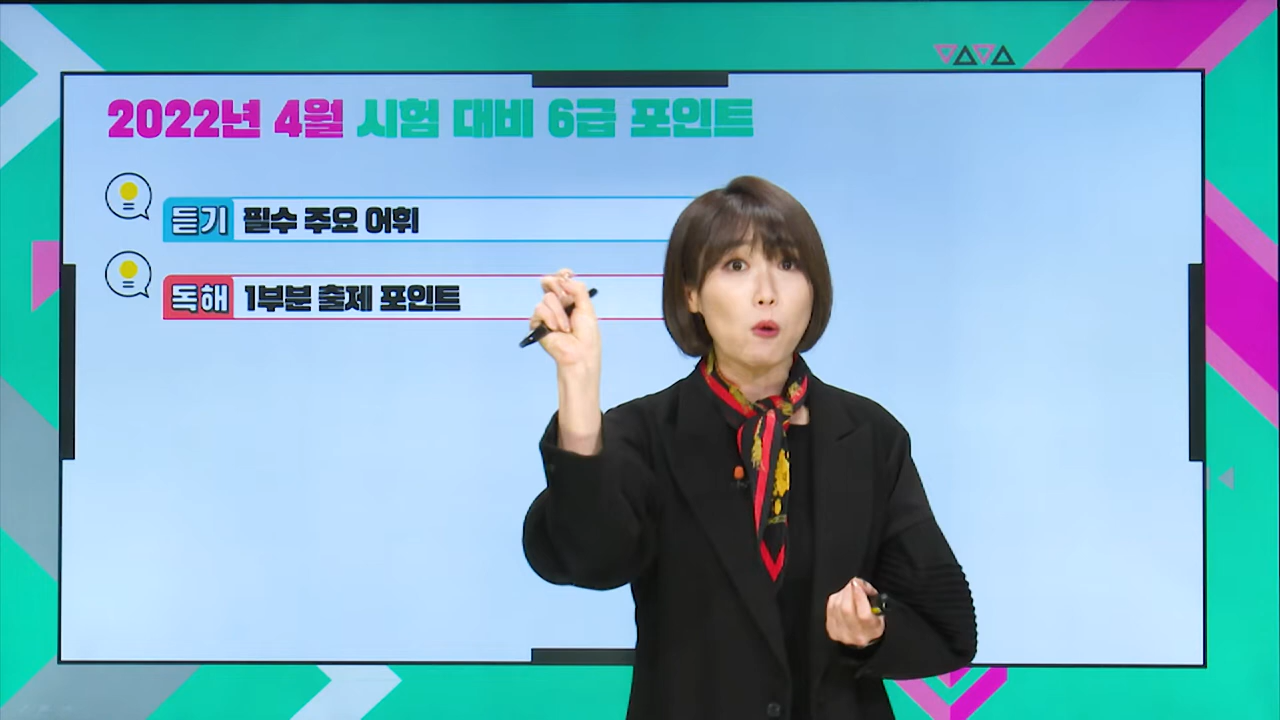 2022년 4월 시험 대비 6급 포인트
듣기 필수 주요 어휘
독해 1부분 출제 포인트